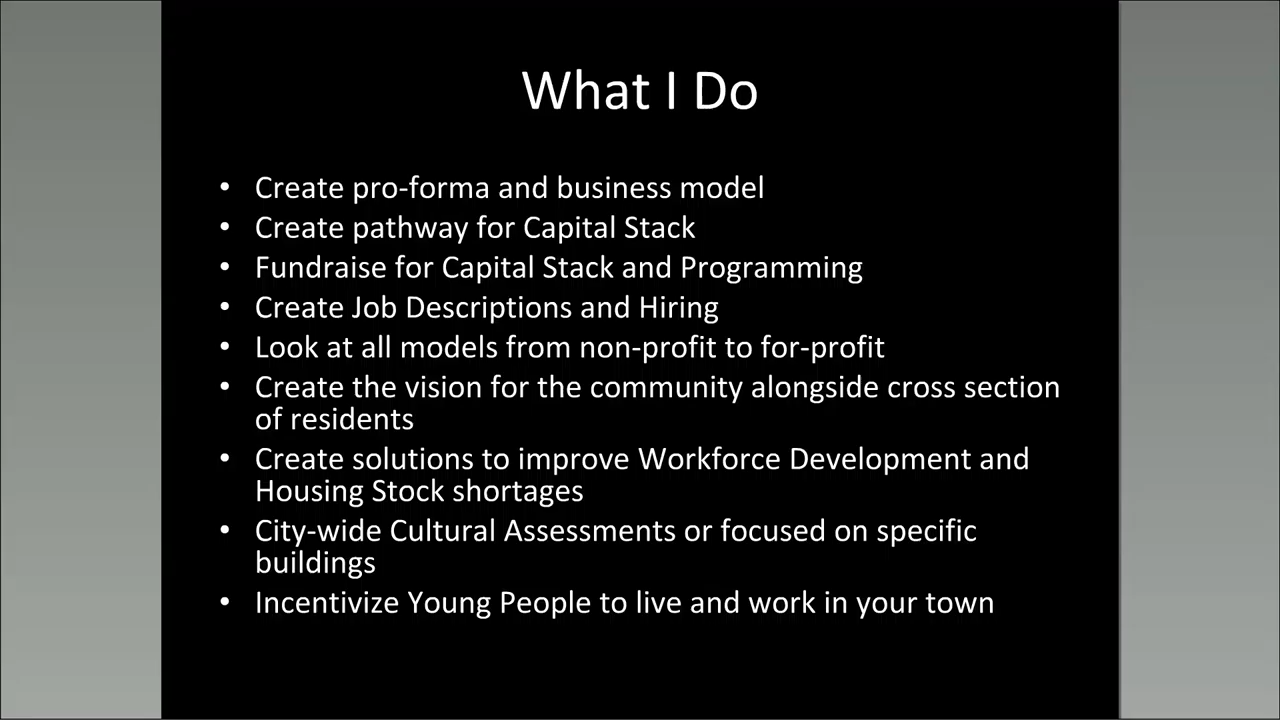 What I Do
• Create pro-forma and business model
• Create pathway for Capital Stack
• Fundraise for Capital Stack and Programming
• Create Job Descriptions and Hiring
• Look at all models from non-profit to for-profit
• Create the vision for the community alongside cross section
of residents
• Create solutions to improve Workforce Development and
Housing Stock shortages
• City-wide Cultural Assessments or focused on specific
buildings
• Incentivize Young People to live and work in your town